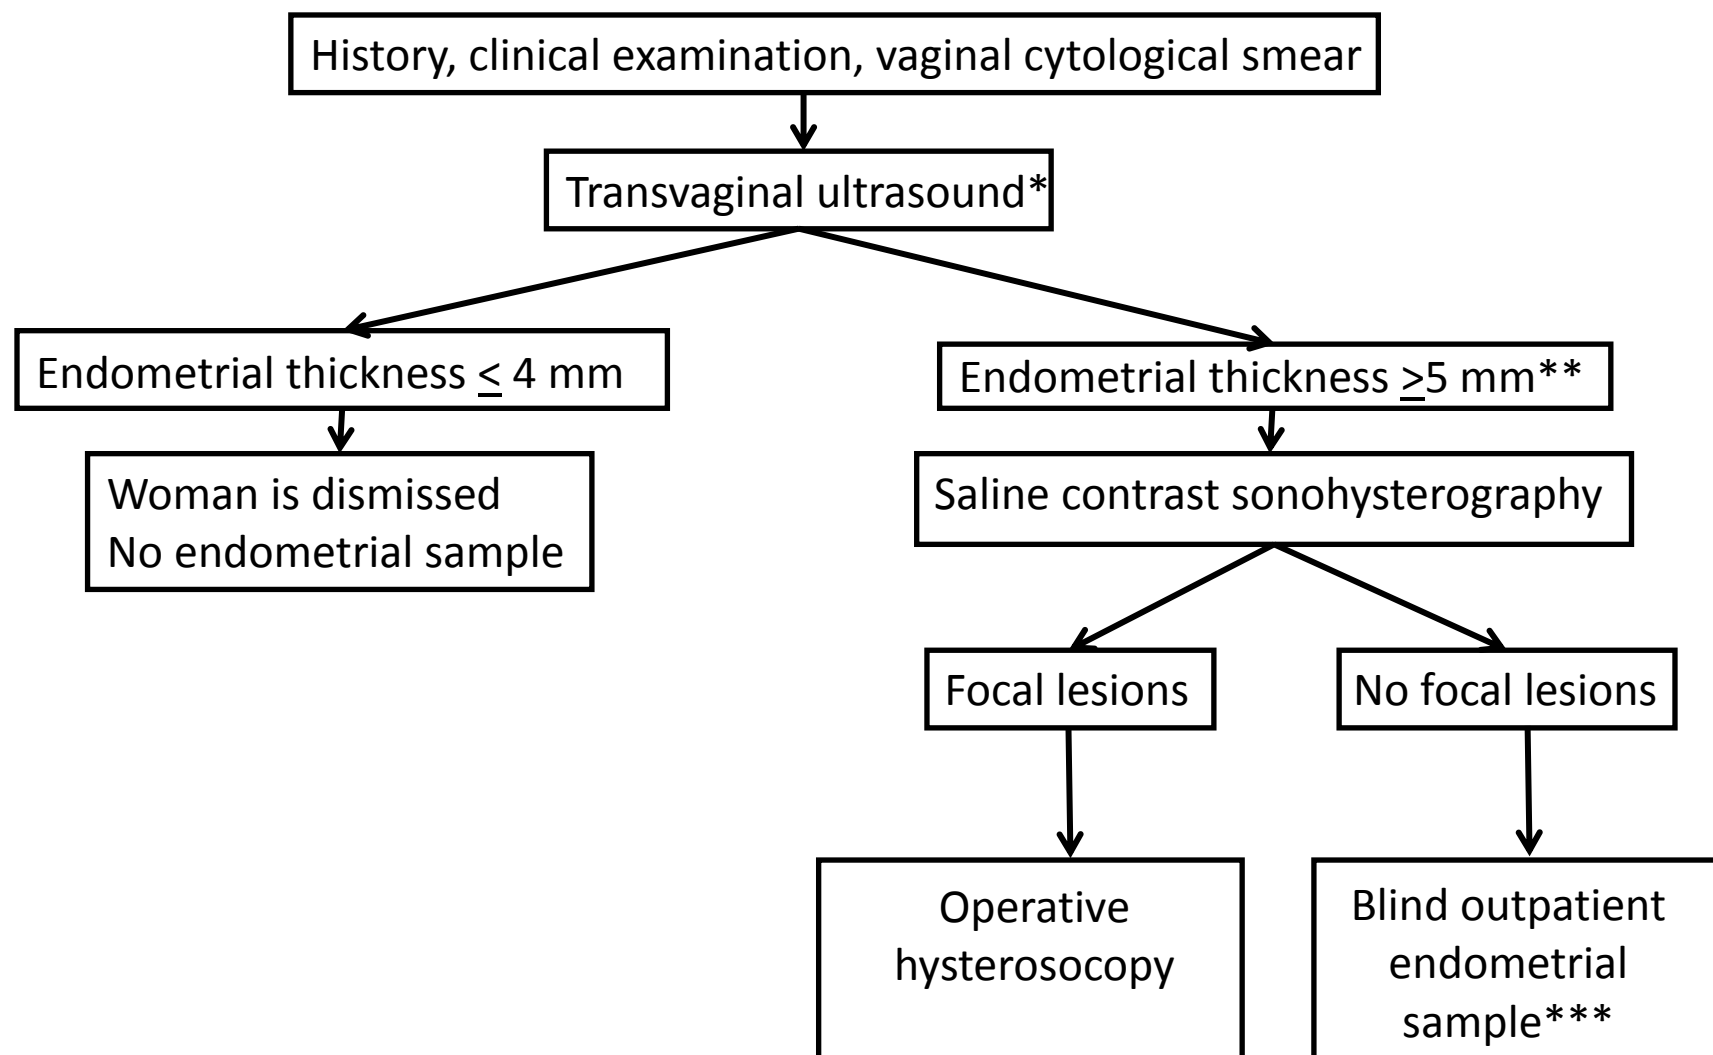 History, clinical examination, vaginal cytological smear
Transvaginal ultrasound*
Endometrial thickness ≤ 4 mm
Endometrial thickness ≥5 mm**
Woman is dismissed
No endometrial sample
Saline contrast sonohysterography
Focal lesions
No focal lesions
Operative
hysterosocopy
Blind outpatient
endometrial
sample***